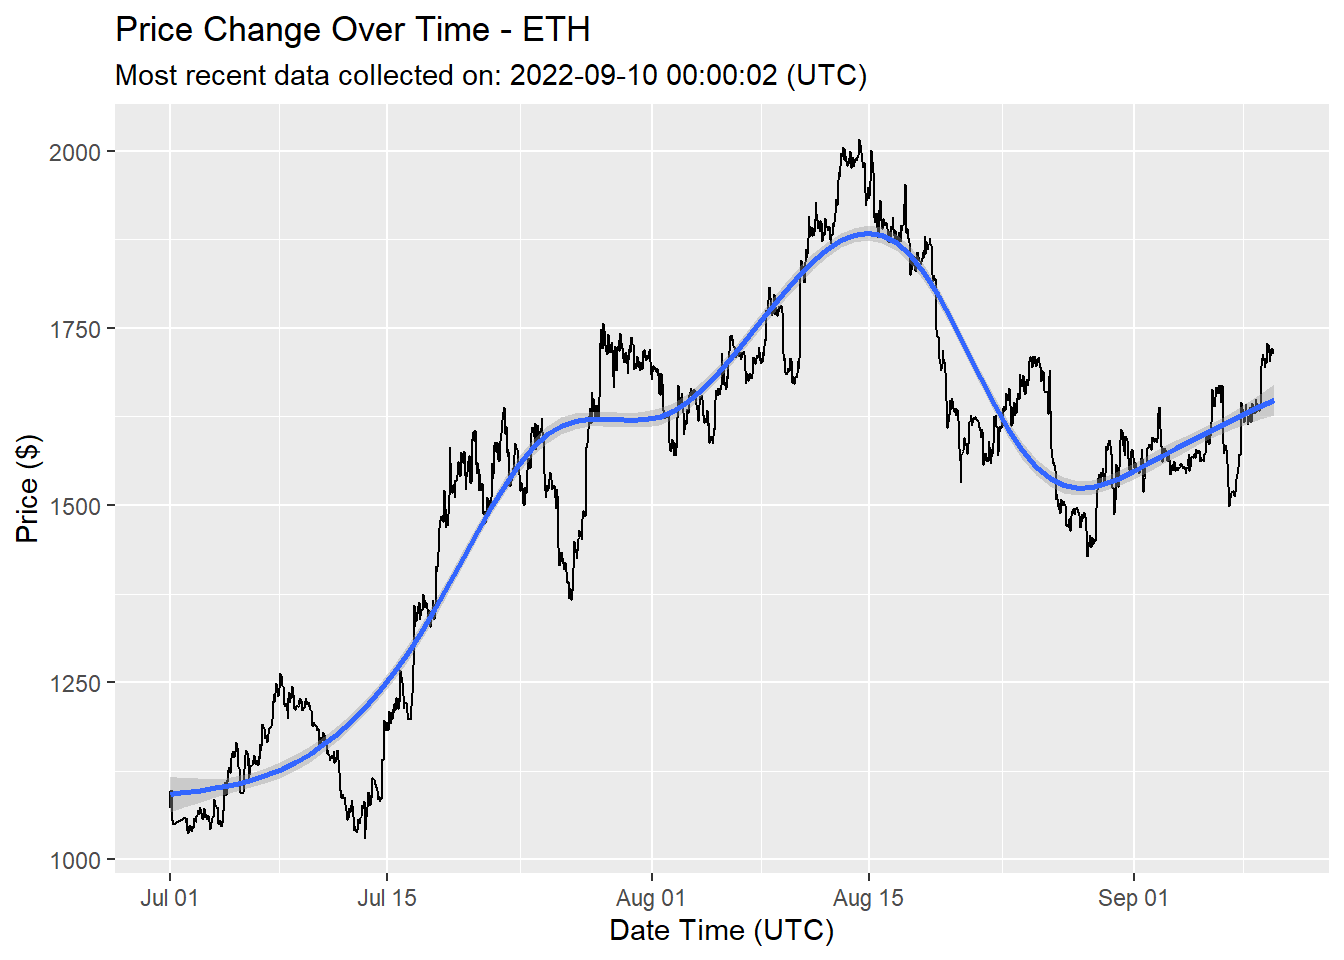 Price Change Over Time - ETH
Most recent data collected on: 2022-09-10 00:00:02 (UTC)
2000
1750
1500
1250
1000
Price ($)
Jul 01
Jul 15
Aug 01
Aug 15
Sep 01
Date Time (UTC)